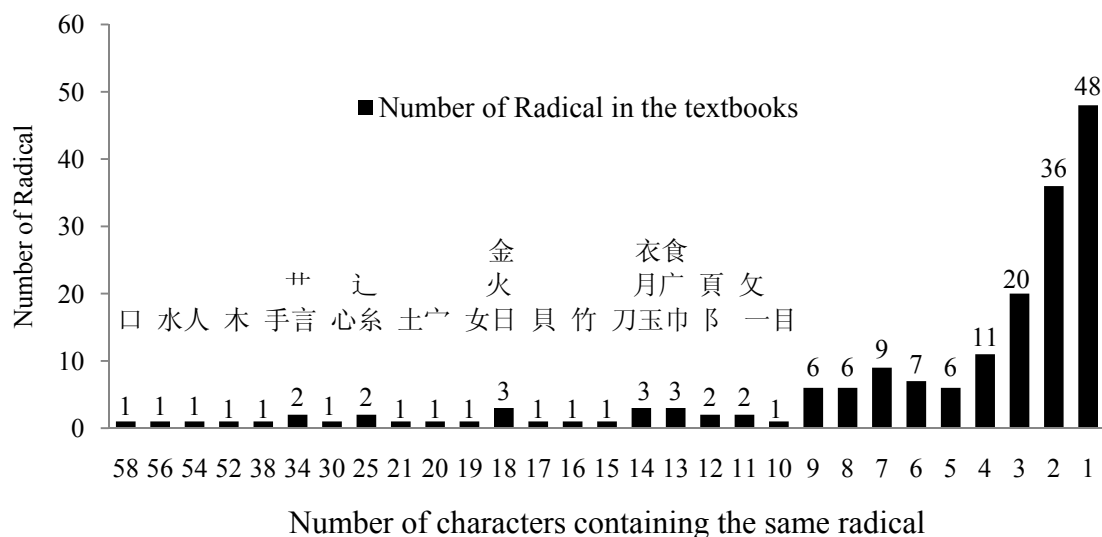 60
50
40
30
20
10
0
Number of Radical
■ Number of Radical in the textbooks
金 衣食
艹 辶 火 月广 頁 攵
口 水人 木 手言 心糸 土宀 女日 貝 竹 刀玉巾 阝 一目
1 1 1 1 1 2 1 2 1 1 1 3 1 1 1 3 3 2 2 1 6 6 9 7 6 11 20 36 48
58 56 54 52 38 34 30 25 21 20 19 18 17 16 15 14 13 12 11 10 9 8 7 6 5 4 3 2 1
Number of characters containing the same radical